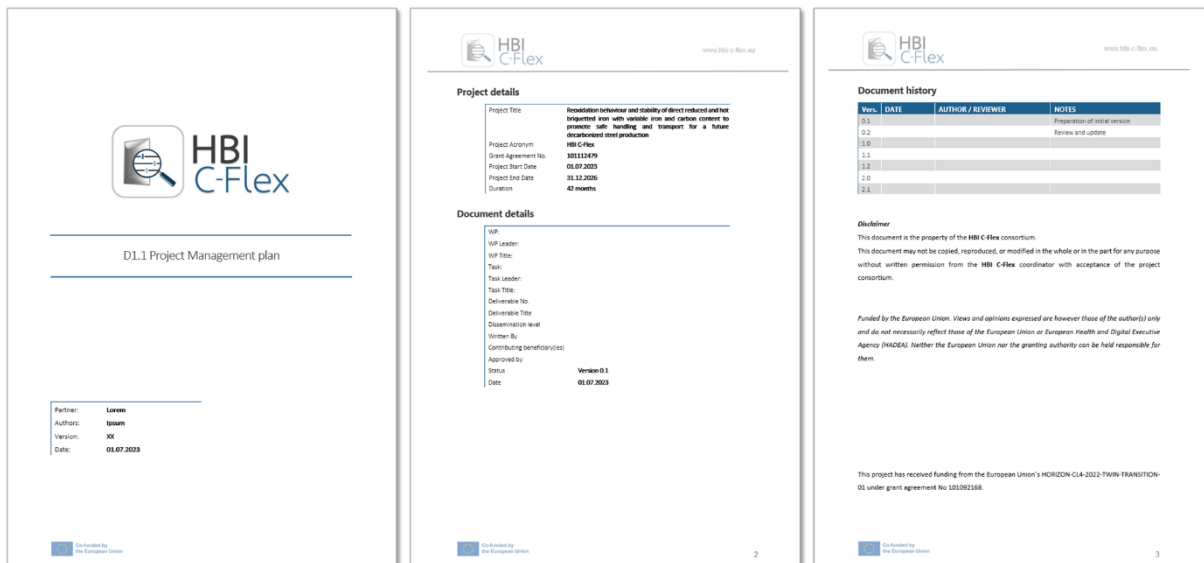 HBI
C-Flex
D1.1 Project Management plan
Partner: Lorem
Authors: Ipsum
Version: XX
Date: 01.07.2023
Co-funded by
the European Union
HBI
C-Flex
www.hbi-c-flex.eu
Project details
Project Title Reoxidation behaviour and stability of direct reduced and hot
briquetted iron with variable iron and carbon content to
promote safe handling and transport for a future
decarbonized steel production
Project Acronym HBI C-Flex
Grant Agreement No. 101112479
Project Start Date 01.07.2023
Project End Date 31.12.2026
Duration 42 months
Document details
WP:
WP Leader:
WP Title:
Task:
Task Leader:
Task Title:
Deliverable No.
Deliverable Title
Dissemination level
Written By
Contributing beneficiary(ies)
Approved by
Status Version 0.1
Date 01.07.2023
Co-funded by
the European Union
2
HBI
C-Flex
www.hbi-c-flex.eu
Document history
Vers. DATE AUTHOR / REVIEWER NOTES
0.1 Preparation of initial version
0.2 Review and update
1.0
1.1
1.2
2.0
2.1
Disclaimer
This document is the property of the HBI C-Flex consortium.
This document may not be copied, reproduced, or modified in the whole or in the part for any purpose
without written permission from the HBI C-Flex coordinator with acceptance of the project
consortium.
Funded by the European Union. Views and opinions expressed are however those of the author(s) only
and do not necessarily reflect those of the European Union or European Health and Digital Executive
Agency (HADEA). Neither the European Union nor the granting authority can be held responsible for
them.
This project has received funding from the European Union's HORIZON-CL4-2022-TWIN-TRANSITION-
01 under grant agreement No 101092168.
Co-funded by
the European Union
3